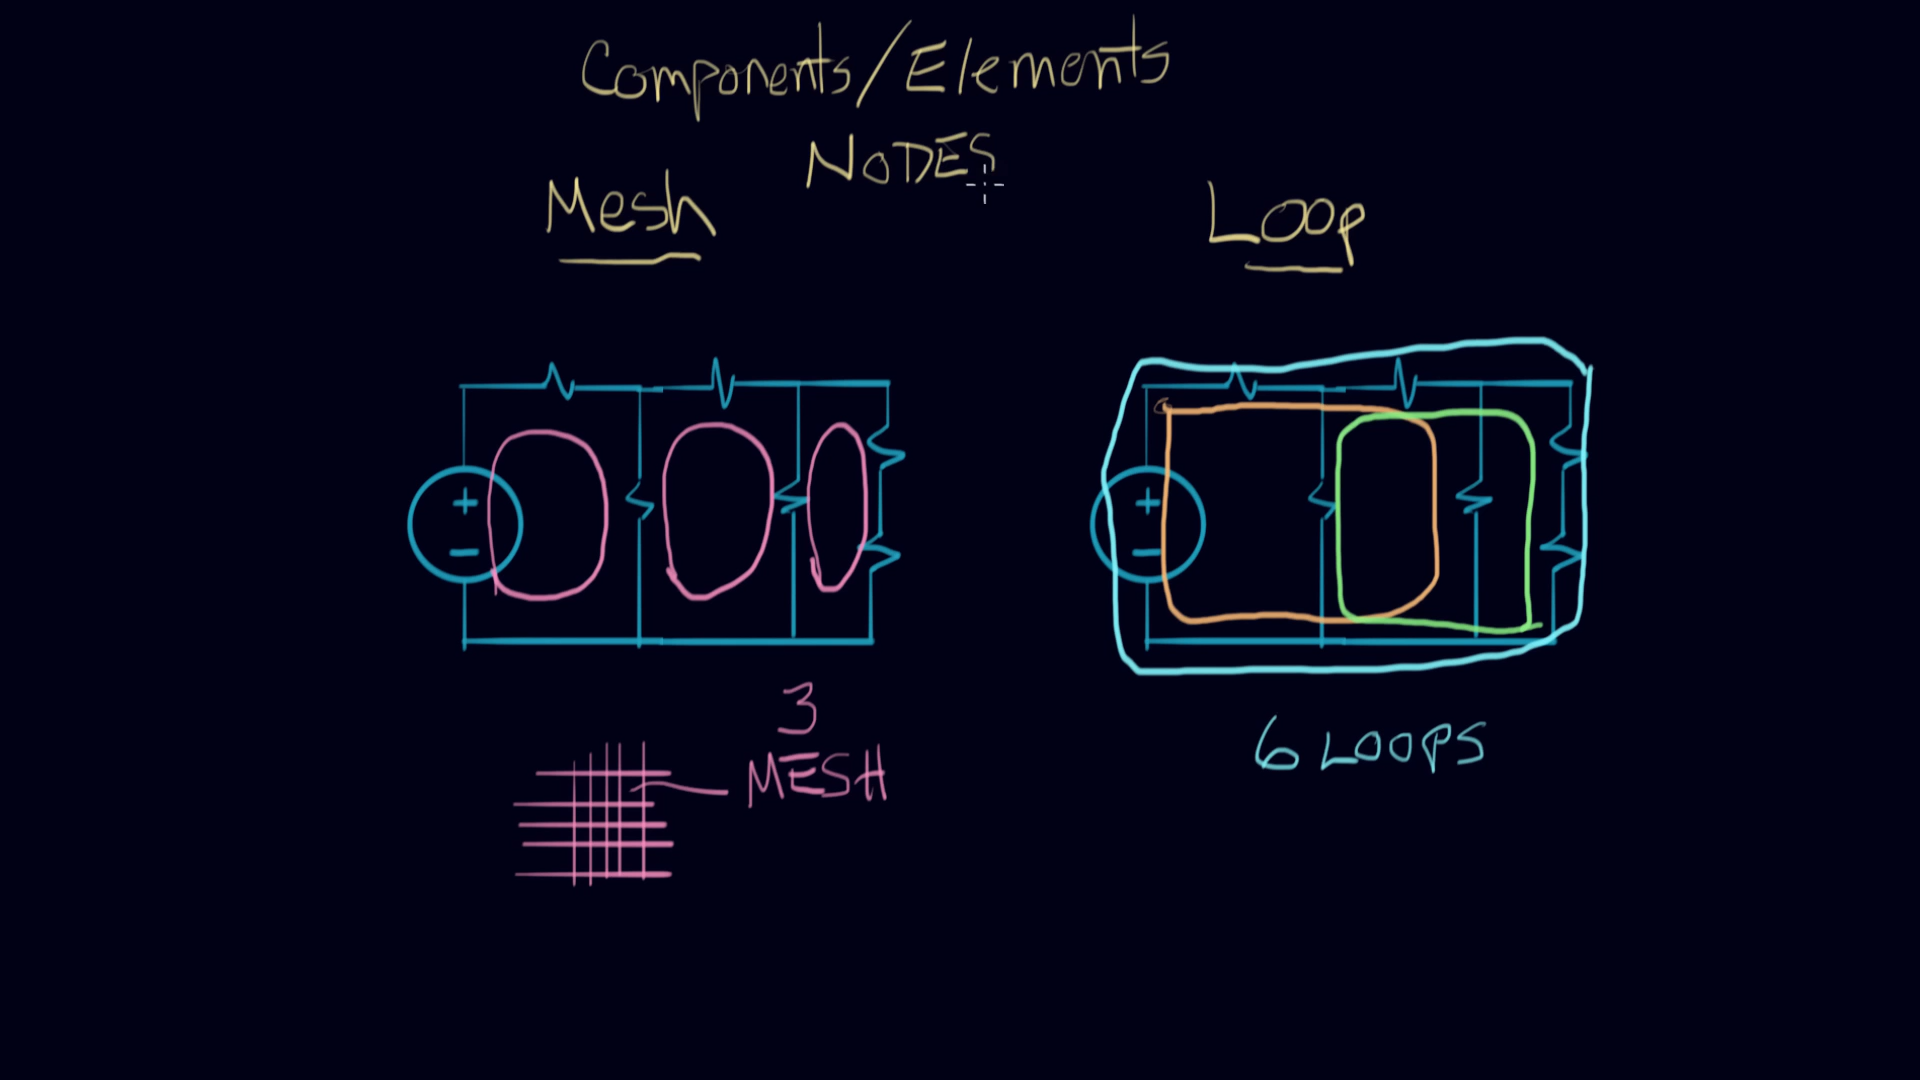 Components/Elements
NODES
Mesh
Loop
+
−
+
−
3
MESH
6 LOOPS